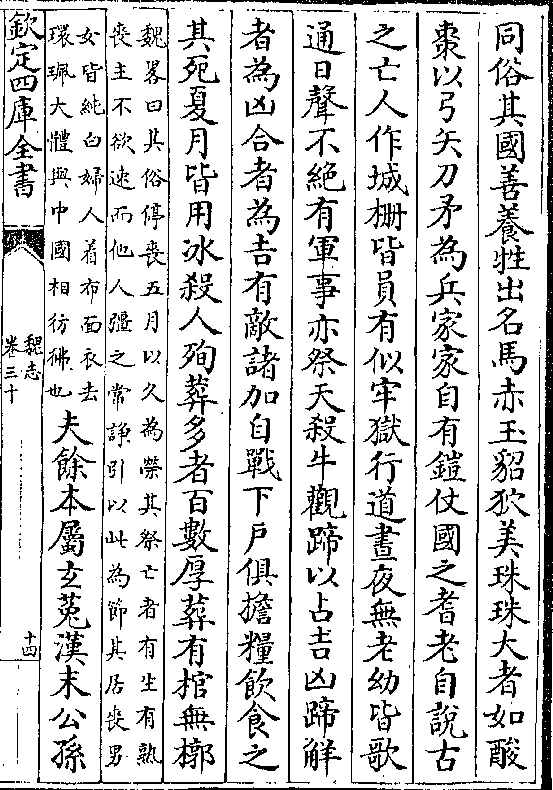 同俗其國善養牲出名馬赤玉貂狖美珠珠大者如酸
棗以弓矢刀矛為兵家家自有鎧仗國之耆老自說古
之亡人作城柵皆員有似牢獄行道晝夜無老幼皆歌
通日聲不絶有軍事亦祭天殺牛觀蹄以占吉凶蹄解
者為凶合者為吉有敵諸加自戰下戶俱擔糧飲食之
其死夏月皆用冰殺人殉葬多者百數厚葬有棺無槨
魏畧曰其俗停喪五月以久為榮其祭亡者有生有熟
喪主不欲速而他人彊之常諍引以此為節其居喪男
女皆純白婦人着布面衣去
環珮大體與中國相彷彿也
夫餘本屬玄菟漢末公孫
欽定四庫全書
魏志
卷三十
十四